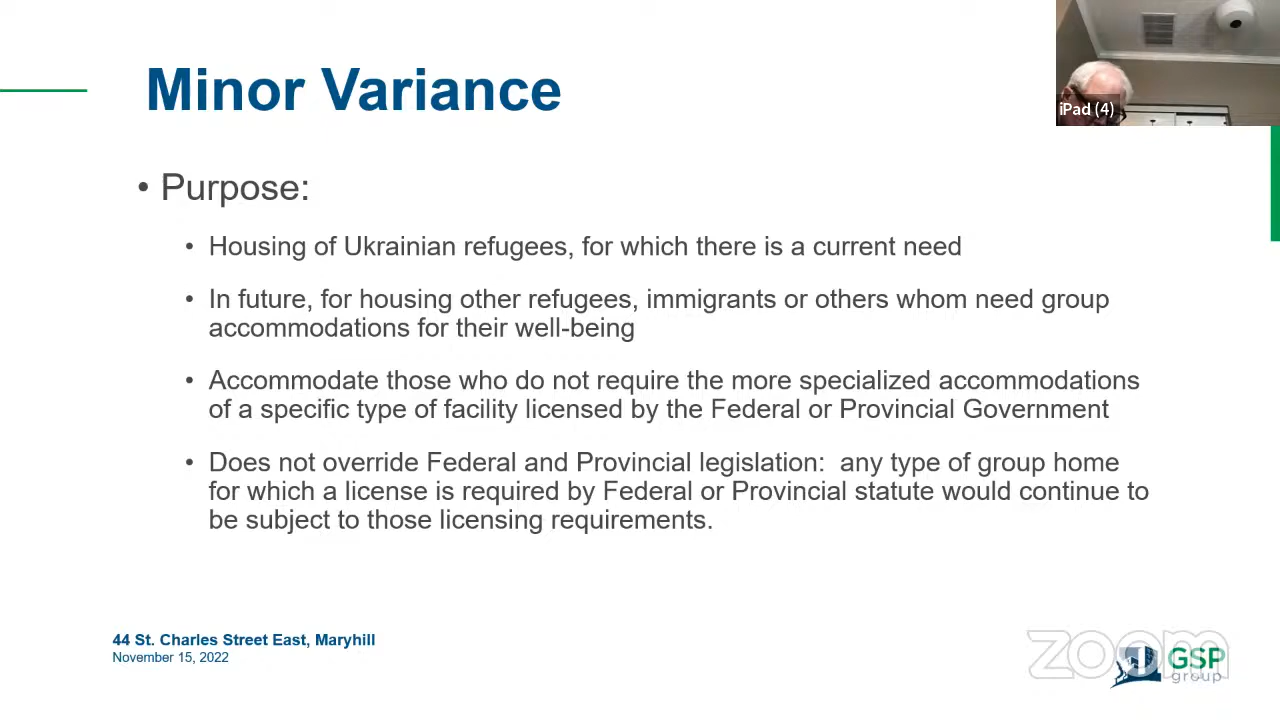 Minor Variance
iPad (4)
• Purpose:
• Housing of Ukrainian refugees, for which there is a current need
• In future, for housing other refugees, immigrants or others whom need group
accommodations for their well-being
• Accommodate those who do not require the more specialized accommodations
of a specific type of facility licensed by the Federal or Provincial Government
• Does not override Federal and Provincial legislation:  any type of group home
for which a license is required by Federal or Provincial statute would continue to
be subject to those licensing requirements.
44 St. Charles Street East, Maryhill
November 15, 2022
zoom
GSP
group